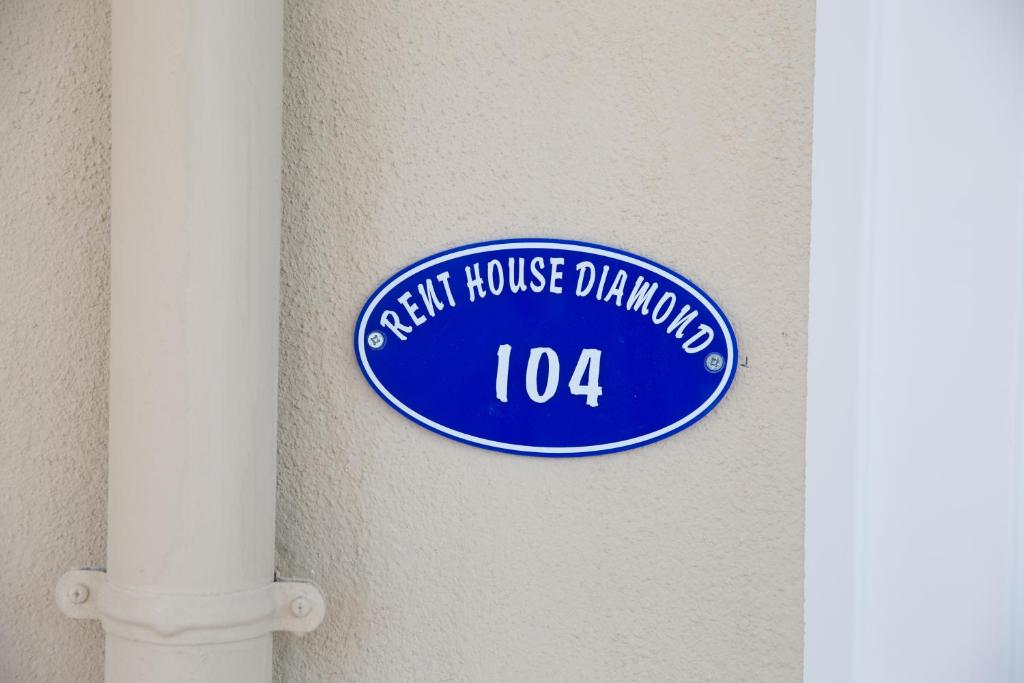 RENT HOUSE DIAMOND
104